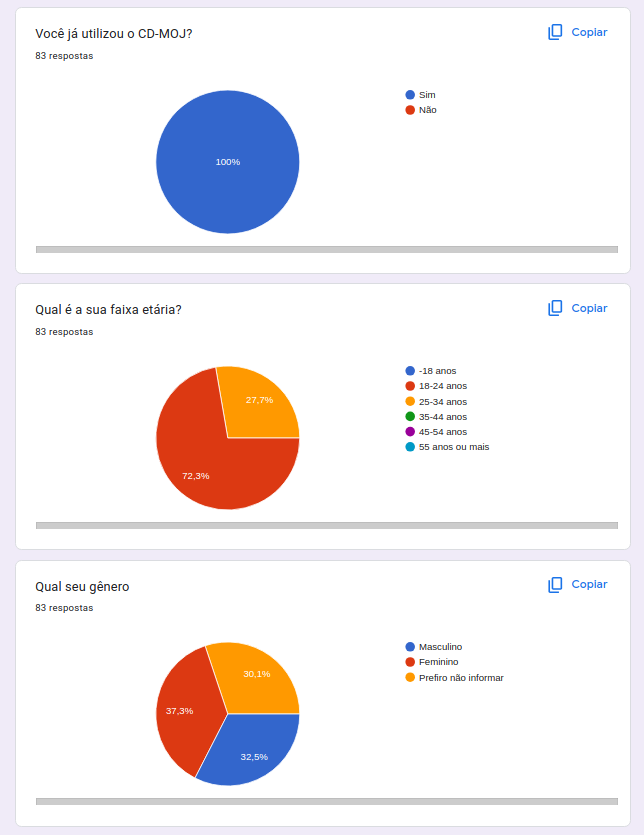 Você já utilizou o CD-MOJ?
Copiar
83 respostas
Sim
Não
100%
Qual é a sua faixa etária?
Copiar
83 respostas
-18 anos
18-24 anos
25-34 anos
35-44 anos
45-54 anos
55 anos ou mais
27,7%
72,3%
Qual seu gênero
Copiar
83 respostas
Masculino
Feminino
Prefiro não informar
30,1%
37,3%
32,5%